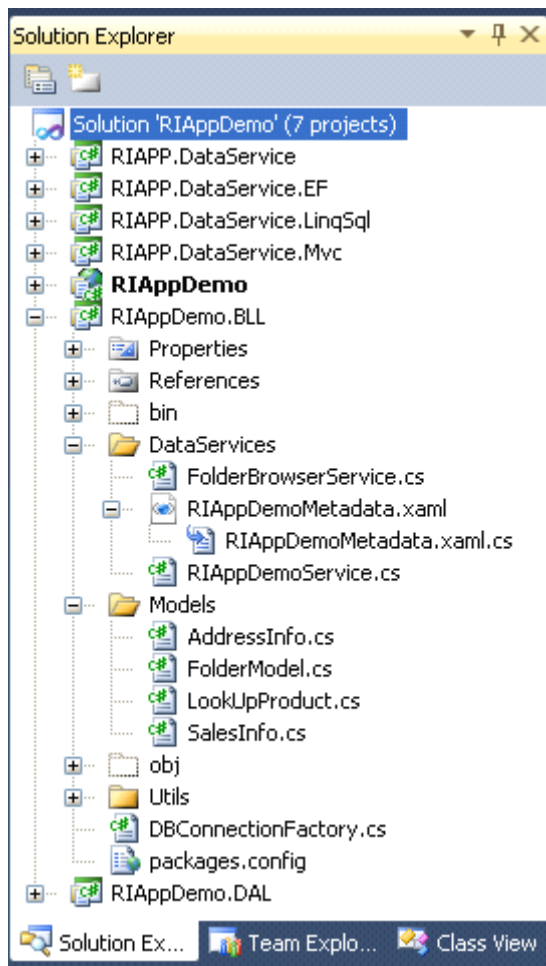 Solution Explorer
Solution 'RIAppDemo' (7 projects)
RIAPP.DataService
RIAPP.DataService.EF
RIAPP.DataService.LinqSql
RIAPP.DataService.Mvc
RIAppDemo
RIAppDemo.BLL
Properties
References
bin
DataServices
FolderBrowserService.cs
RIAppDemoMetadata.xaml
RIAppDemoMetadata.xaml.cs
RIAppDemoService.cs
Models
AddressInfo.cs
FolderModel.cs
LookUpProduct.cs
SalesInfo.cs
obj
Utils
DBConnectionFactory.cs
packages.config
RIAppDemo.DAL
Solution Ex... Team Explo... Class View